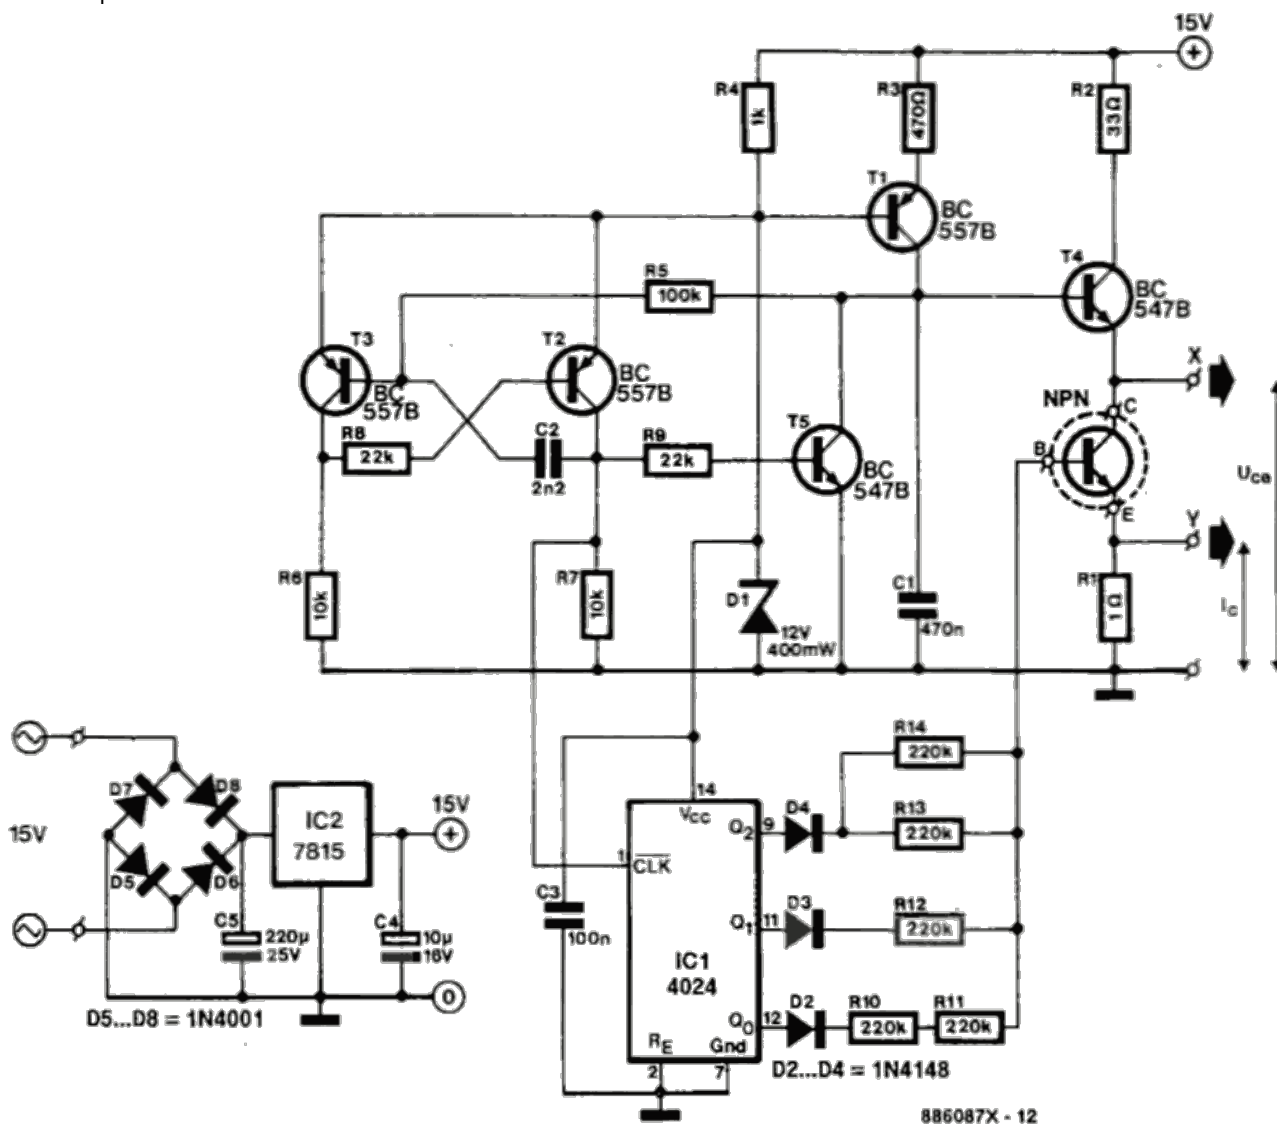 15V
+
R4
1k
R3
470Ω
R2
33Ω
T1
BC
557B
T4
BC
547B
R5
100k
T3
BC
557B
T2
BC
557B
X
NPN
C
R8
22k
C2
2n2
R9
22k
T5
BC
547B
B
E
Uce
Y
R6
10k
R7
10k
D1
12V
400mW
C1
470n
R1
1Ω
Ic
R14
220k
D7
D8
15V
IC2
7815
15V
+
14
VCC
D4
Q2
9
R13
220k
1
CLK
D5
D6
C5
220µ
25V
C4
10µ
16V
C3
100n
D3
Q1
11
R12
220k
IC1
4024
0
D5...D8 = 1N4001
D2
Q0
12
R10
220k
R11
220k
RE
Gnd
2
7
D2...D4 = 1N4148
886087X - 12